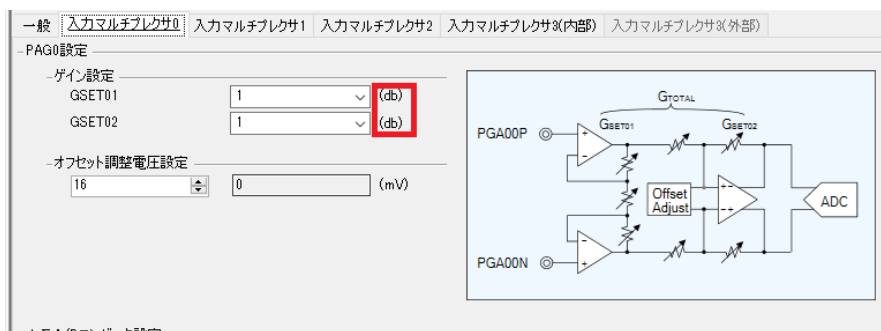 一般 入力マルチプレクサ0 入力マルチプレクサ1 入力マルチプレクサ2 入力マルチプレクサ3(内部) 入力マルチプレクサ3(外部)
PAG0設定
ゲイン設定
GSET01 1 (db)
GSET02 1 (db)
オフセット調整電圧設定
16 0 (mV)
GTOTAL
GSET01 GSET02
PGA00P
Offset
Adjust
ADC
PGA00N